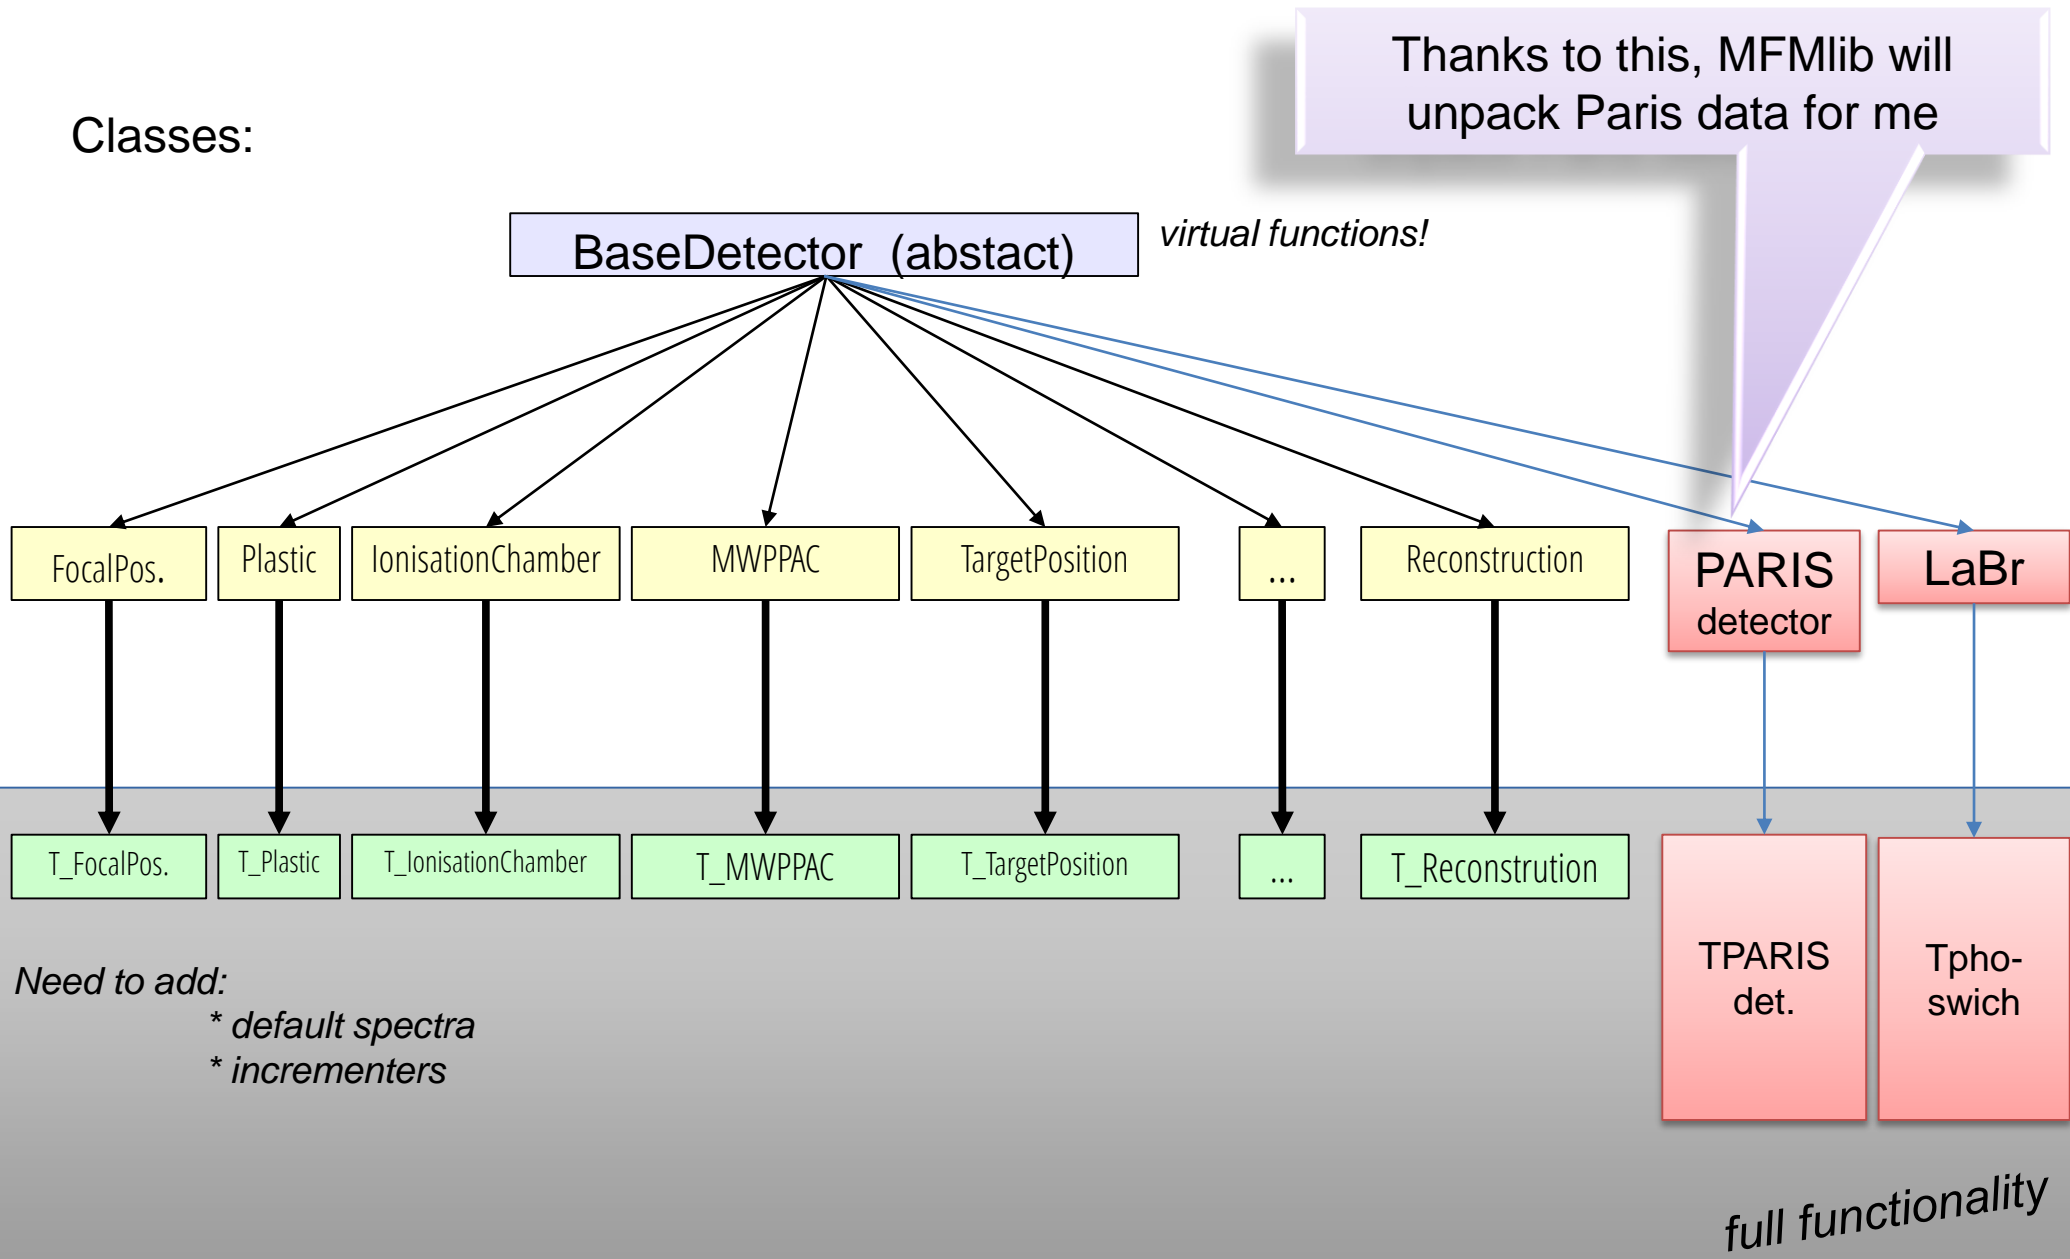 Thanks to this, MFMlib will
unpack Paris data for me
Classes:
BaseDetector (abstact)
virtual functions!
FocalPos.
Plastic
IonisationChamber
MWPPAC
TargetPosition
...
Reconstruction
PARIS
detector
LaBr
T_FocalPos.
T_Plastic
T_IonisationChamber
T_MWPPAC
T_TargetPosition
...
T_Reconstrution
TPARIS
det.
Tpho-
swich
Need to add:
* default spectra
* incrementers
full functionality